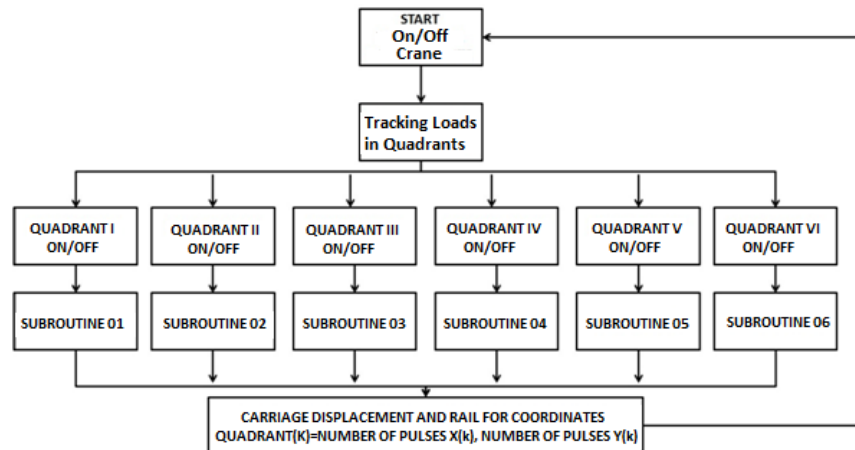 START
On/Off
Crane
Tracking Loads
in Quadrants
QUADRANT I
ON/OFF
QUADRANT II
ON/OFF
QUADRANT III
ON/OFF
QUADRANT IV
ON/OFF
QUADRANT V
ON/OFF
QUADRANT VI
ON/OFF
SUBROUTINE 01
SUBROUTINE 02
SUBROUTINE 03
SUBROUTINE 04
SUBROUTINE 05
SUBROUTINE 06
CARRIAGE DISPLACEMENT AND RAIL FOR COORDINATES
QUADRANT(K)=NUMBER OF PULSES X(k), NUMBER OF PULSES Y(k)